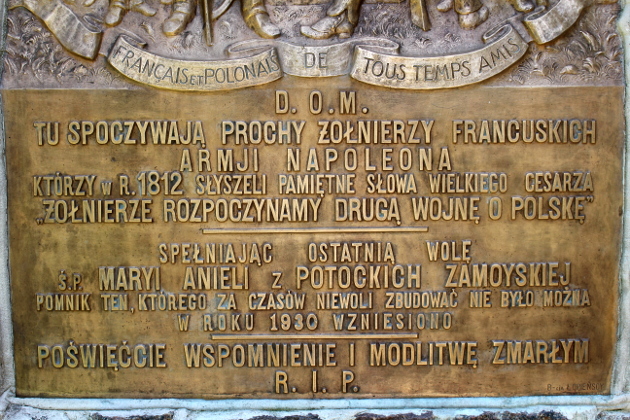 FRANÇAIS ET POLONAIS DE TOUS TEMPS AMIS
D. O. M.
TU SPOCZYWAJĄ PROCHY ŻOŁNIERZY FRANCUSKICH
ARMJI NAPOLEONA
KTÓRZY W R. 1812 SŁYSZELI PAMIĘTNE SŁOWA WIELKIEGO CESARZA
„ŻOŁNIERZE ROZPOCZYNAMY DRUGĄ WOJNĘ O POLSKĘ”
SPEŁNIAJĄC OSTATNIĄ WOLĘ
Ś.P. MARYI ANIELI Z POTOCKICH ZAMOYSKIEJ
POMNIK TEN, KTÓREGO ZA CZASÓW NIEWOLI ZBUDOWAĆ NIE BYŁO MOŻNA
W ROKU 1930 WZNIESIONO
POŚWIĘĆCIE WSPOMNIENIE I MODLITWĘ ZMARŁYM
R. I. P.